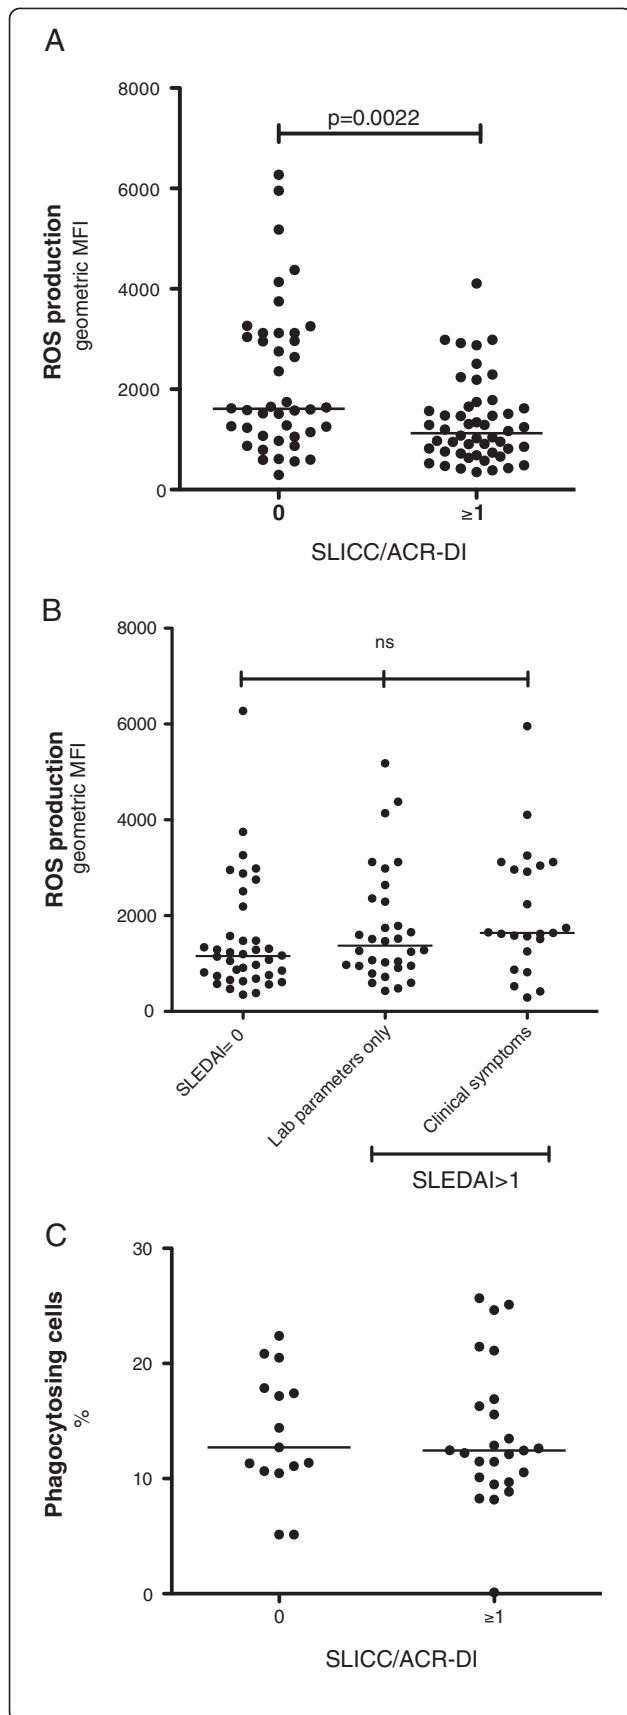 A
8000
6000
4000
2000
0
ROS production
geometric MFI
p=0.0022
0
≥1
SLICC/ACR-DI
B
8000
6000
4000
2000
0
ROS production
geometric MFI
ns
SLEDAI= 0
Lab parameters only
Clinical symptoms
SLEDAI>1
C
30
20
10
0
Phagocytosing cells
%
0
≥1
SLICC/ACR-DI